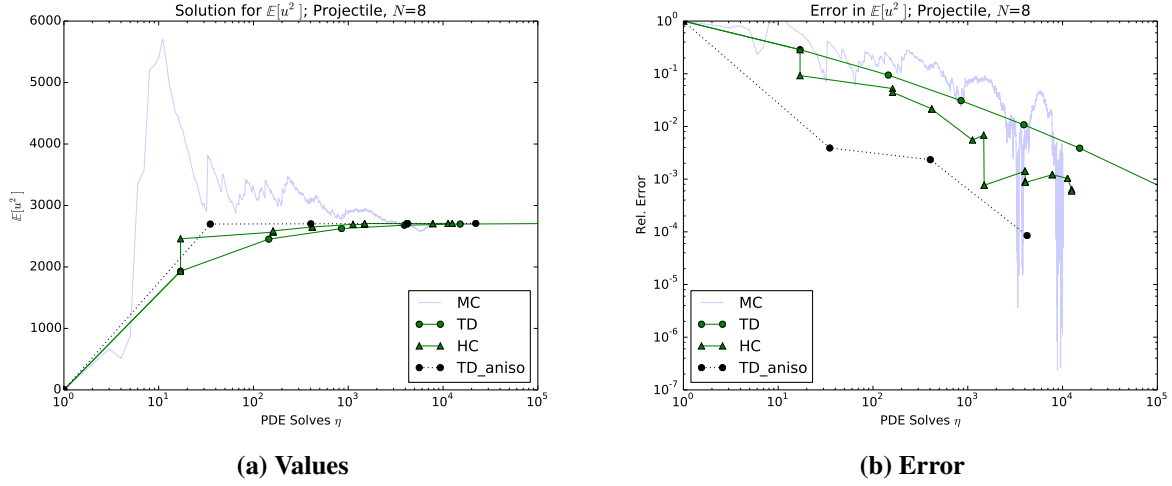 Solution for 𝔼[u²]; Projectile, N=8
6000
5000
4000
3000
2000
1000
0
𝔼[u²]
10⁰ 10¹ 10² 10³ 10⁴ 10⁵
PDE Solves η
MC
TD
HC
TD_aniso
(a) Values
Error in 𝔼[u²]; Projectile, N=8
10⁰
10⁻¹
10⁻²
10⁻³
10⁻⁴
10⁻⁵
10⁻⁶
10⁻⁷
Rel. Error
10⁰ 10¹ 10² 10³ 10⁴ 10⁵
PDE Solves η
MC
TD
HC
TD_aniso
(b) Error